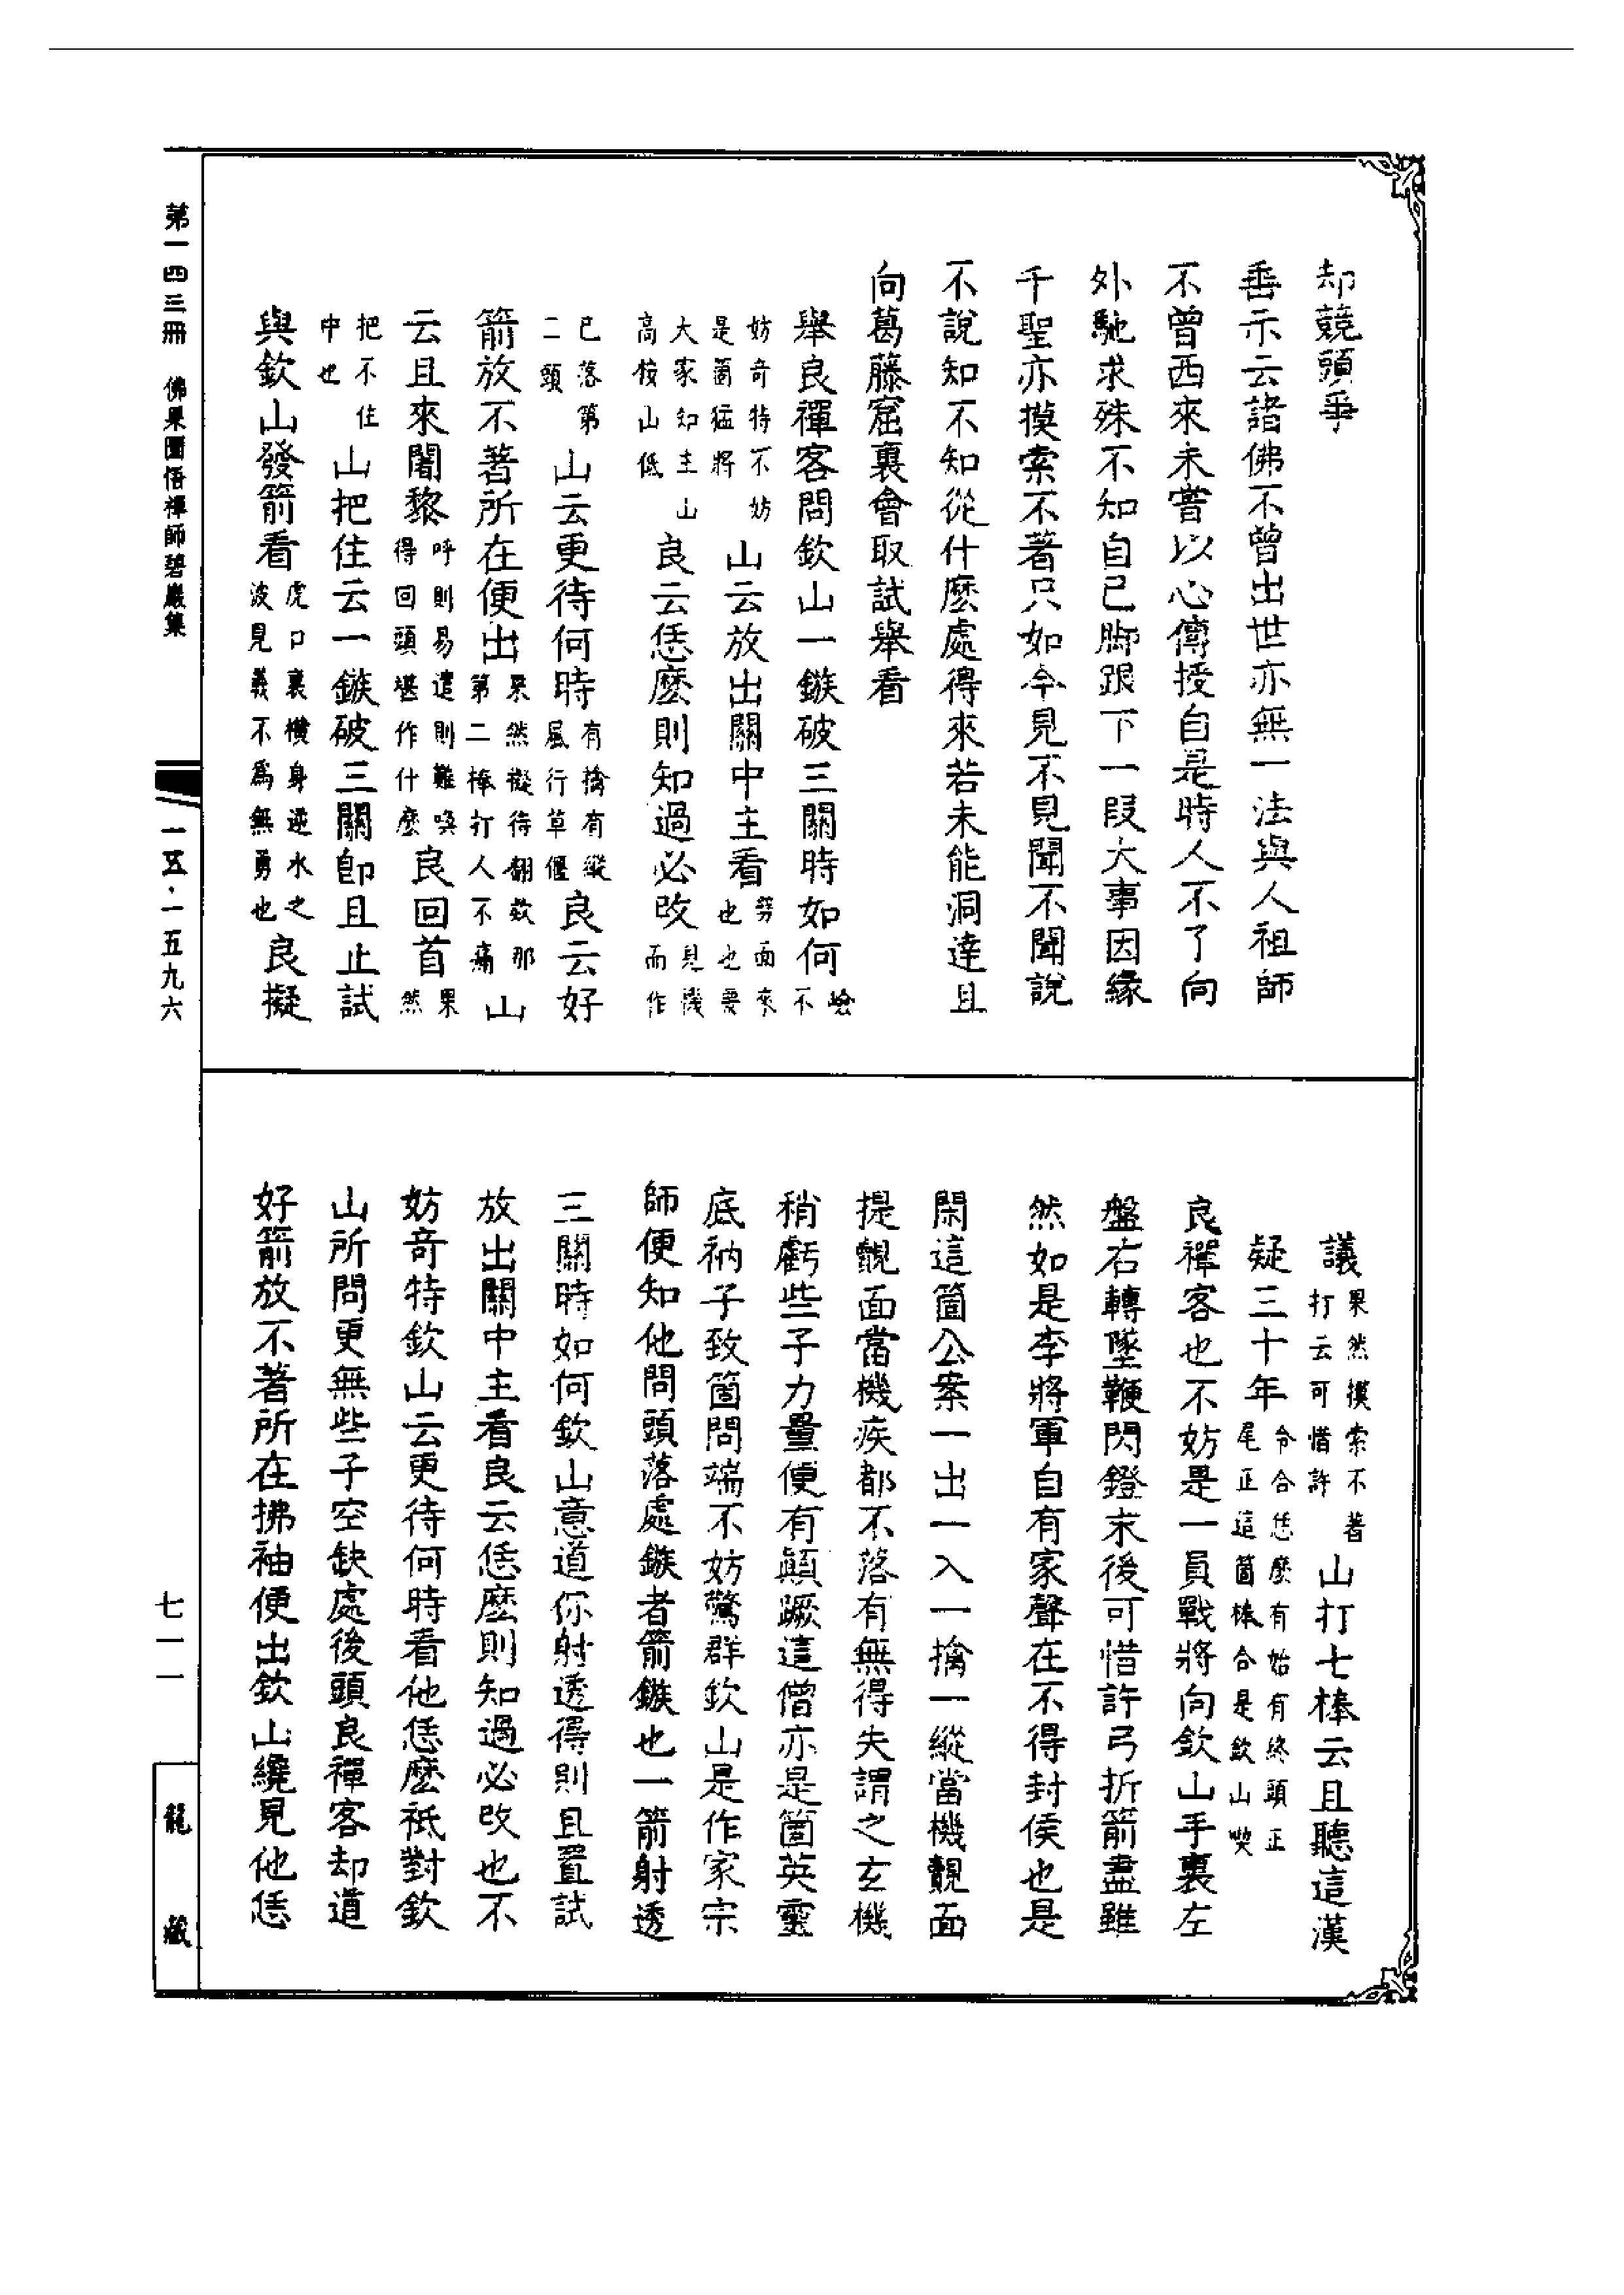 却競頭爭
垂示云諸佛不曾出世亦無一法與人祖師
不曾西來未嘗以心傳授自是時人不了向
外馳求殊不知自己腳跟下一段大事因緣
千聖亦摸索不著只如今見不見聞不聞說
不說知不知從什麽處得來若未能洞達且
向葛藤窟裏會取試舉看
舉良禪客問欽山一鏃破三關時如何嶮不
妨奇特不妨是箇猛將山云放出關中主看劈面來也也要
大家知主山高按山低良云恁麽則知過必改見機而作
已落第二頭山云更待何時有擒有縱風行草偃良云好
箭放不著所在便出果然擬待翻欵那第二棒打人不痛山
云且來闍黎呼則易遣則難喚得回頭堪作什麽良回首果然
把不住中也山把住云一鏃破三關即且止試
與欽山發箭看虎口裏橫身逆水之波見義不爲無勇也良擬
議果然摸索不著打云可惜許山打七棒云且聽這漢
疑三十年令合恁麽有始有終頭正尾正這箇棒合是欽山喫
良禪客也不妨是一員戰將向欽山手裏左
盤右轉墜鞭閃鐙末後可惜許弓折箭盡雖
然如是李將軍自有家聲在不得封侯也是
閑這箇公案一出一入一擒一縱當機覿面
提覿面當機疾都不落有無得失謂之玄機
稍虧些子力量便有顛蹶這僧亦是箇英靈
底衲子致箇問端不妨驚群欽山是作家宗
師便知他問頭落處鏃者箭鏃也一箭射透
三關時如何欽山意道你射透得則且置試
放出關中主看良云恁麽則知過必改也不
妨奇特欽山云更待何時看他恁麽祇對欽
山所問更無些子空缺處後頭良禪客却道
好箭放不著所在拂袖便出欽山纔見他恁
第一四三冊 佛果圜悟禪師碧巖集
一五·一五九六
七一一
龍藏